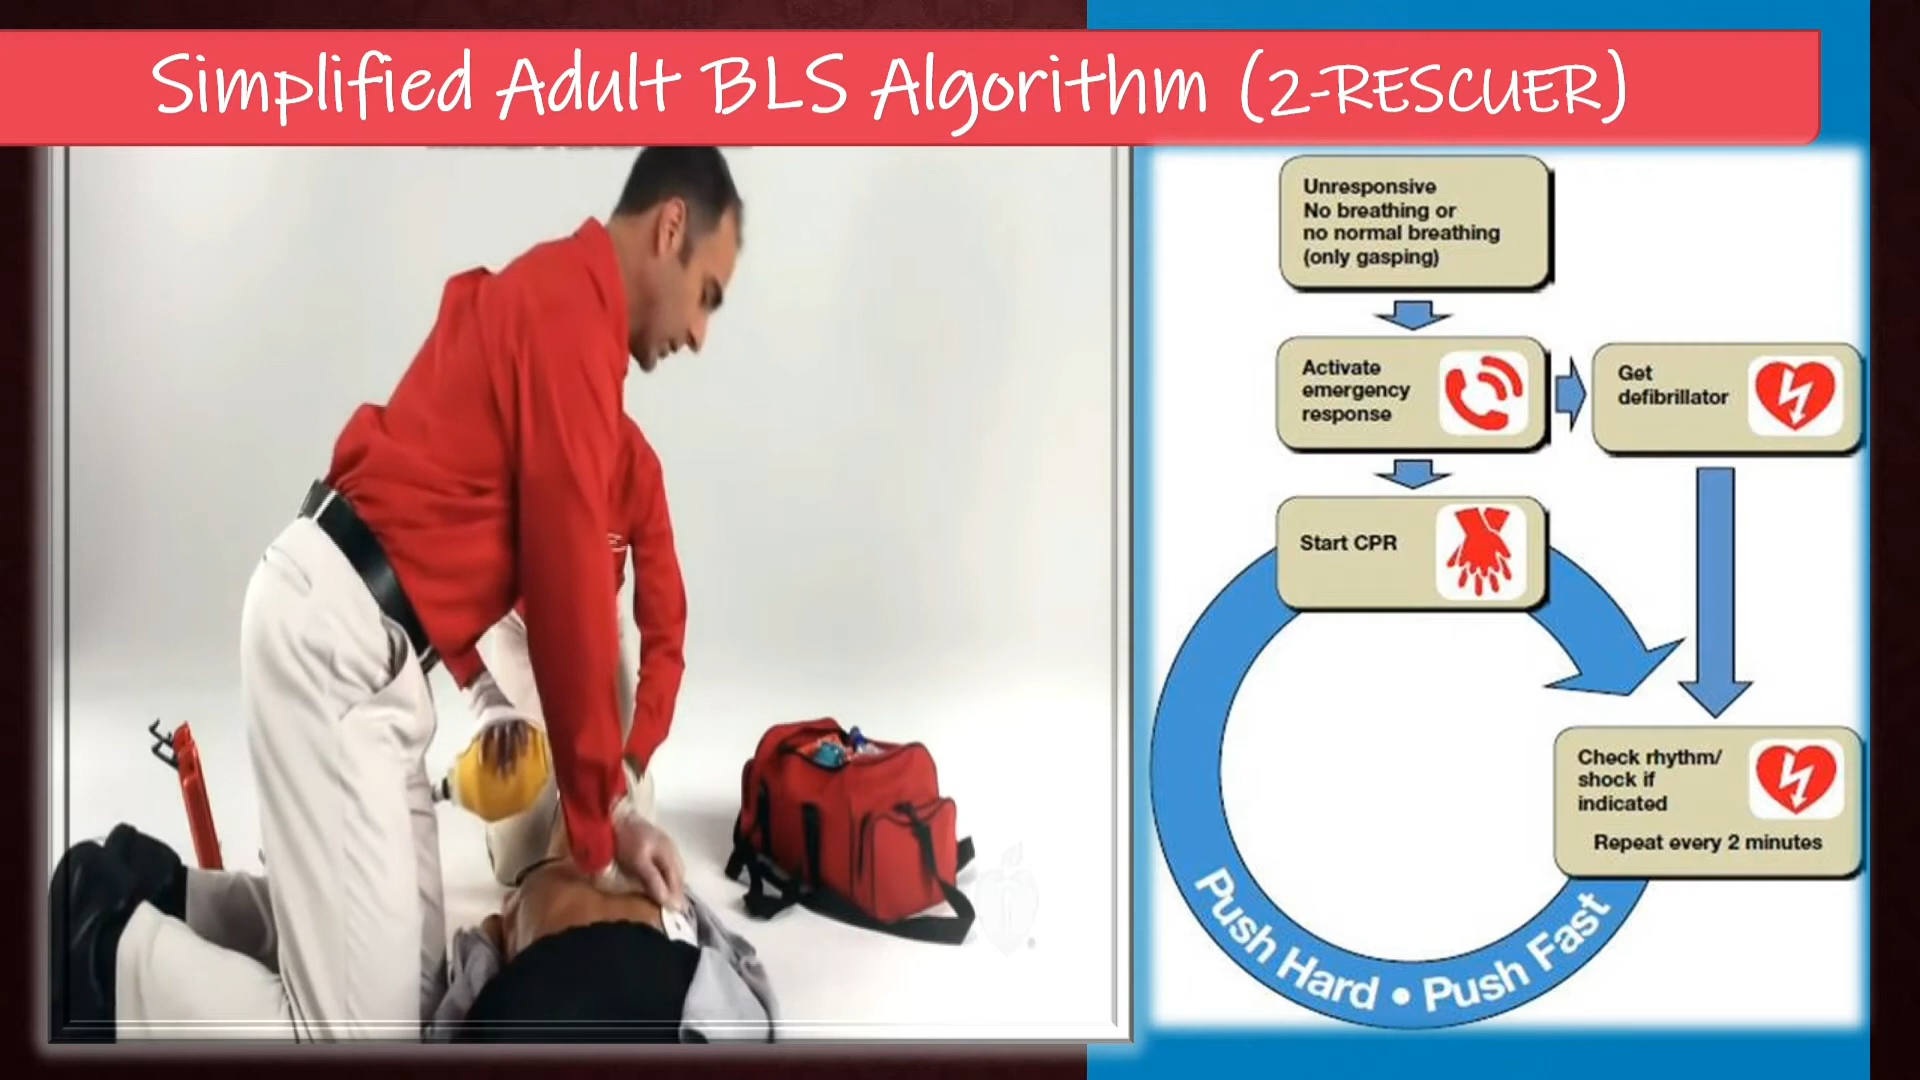 Simplified Adult BLS Algorithm (2-RESCUER)
Unresponsive
No breathing or
no normal breathing
(only gasping)
Activate
emergency
response
Get
defibrillator
Start CPR
Check rhythm/
shock if
indicated
Repeat every 2 minutes
Push Hard • Push Fast